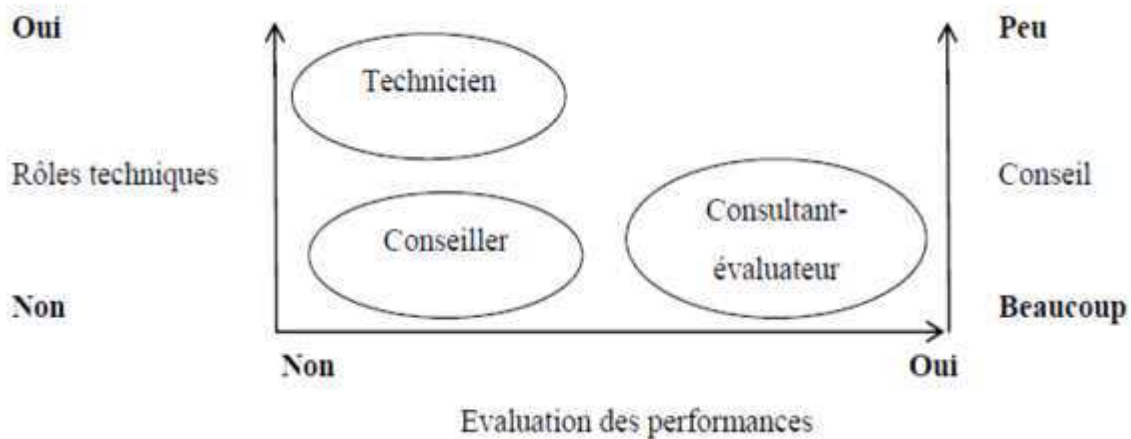 Oui
Peu
Technicien
Rôles techniques
Conseil
Conseiller
Consultant-
évaluateur
Non
Beaucoup
Non
Oui
Evaluation des performances